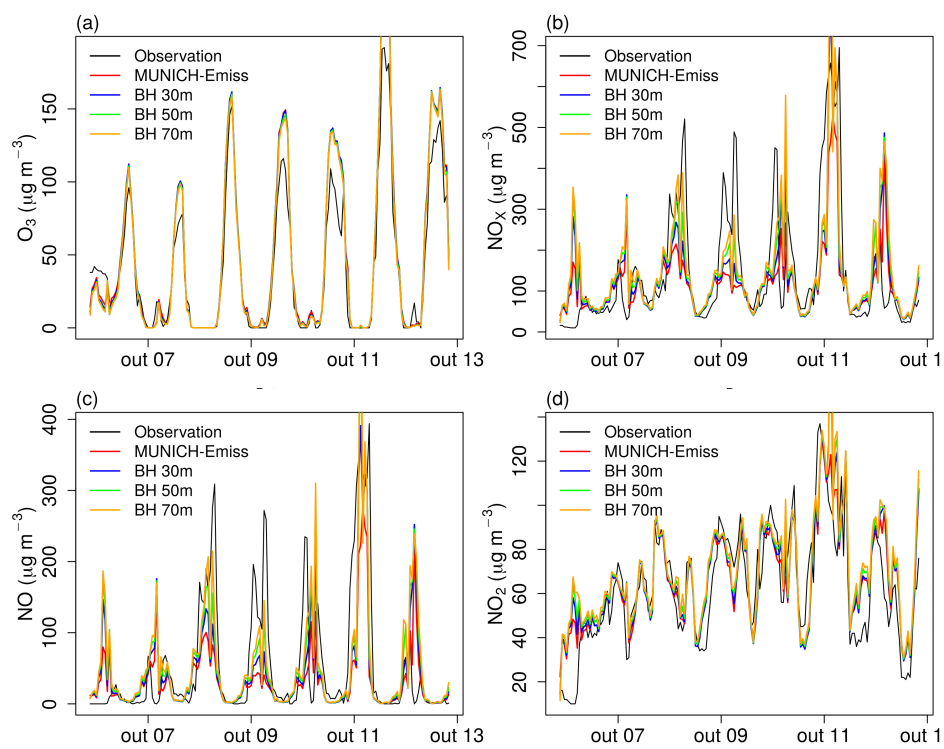 (a)
Observation
MUNICH-Emiss
BH 30m
BH 50m
BH 70m
O3 (μg m−3)
0
50
100
150
out 07
out 09
out 11
out 13
(b)
Observation
MUNICH-Emiss
BH 30m
BH 50m
BH 70m
NOX (μg m−3)
0
100
300
500
700
out 07
out 09
out 11
out 1
(c)
Observation
MUNICH-Emiss
BH 30m
BH 50m
BH 70m
NO (μg m−3)
0
100
200
300
400
out 07
out 09
out 11
out 13
(d)
Observation
MUNICH-Emiss
BH 30m
BH 50m
BH 70m
NO2 (μg m−3)
20
40
60
80
120
out 07
out 09
out 11
out 1